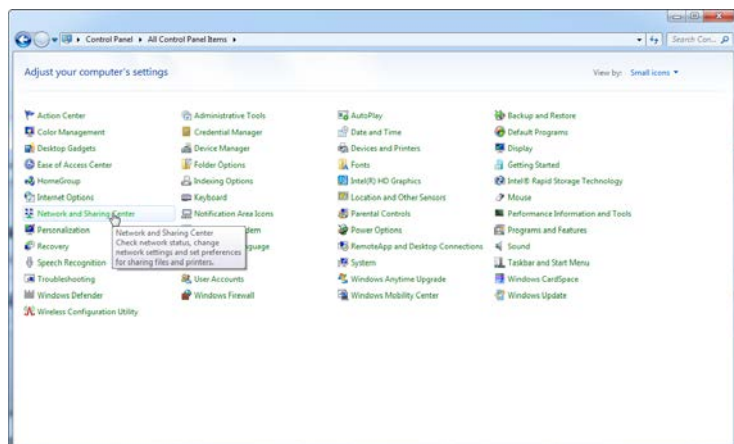 Control Panel ▸ All Control Panel Items ▸
Search Con...
Adjust your computer's settings
View by: Small icons
Action Center
Administrative Tools
AutoPlay
Backup and Restore
Color Management
Credential Manager
Date and Time
Default Programs
Desktop Gadgets
Device Manager
Devices and Printers
Display
Ease of Access Center
Folder Options
Fonts
Getting Started
HomeGroup
Indexing Options
Intel(R) HD Graphics
Intel® Rapid Storage Technology
Internet Options
Keyboard
Location and Other Sensors
Mouse
Network and Sharing Center
Notification Area Icons
Parental Controls
Performance Information and Tools
Personalization
dem
Power Options
Programs and Features
Recovery
guage
RemoteApp and Desktop Connections
Sound
Speech Recognition
System
Taskbar and Start Menu
Network and Sharing Center
Check network status, change
network settings and set preferences
for sharing files and printers.
Troubleshooting
User Accounts
Windows Anytime Upgrade
Windows CardSpace
Windows Defender
Windows Firewall
Windows Mobility Center
Windows Update
Wireless Configuration Utility